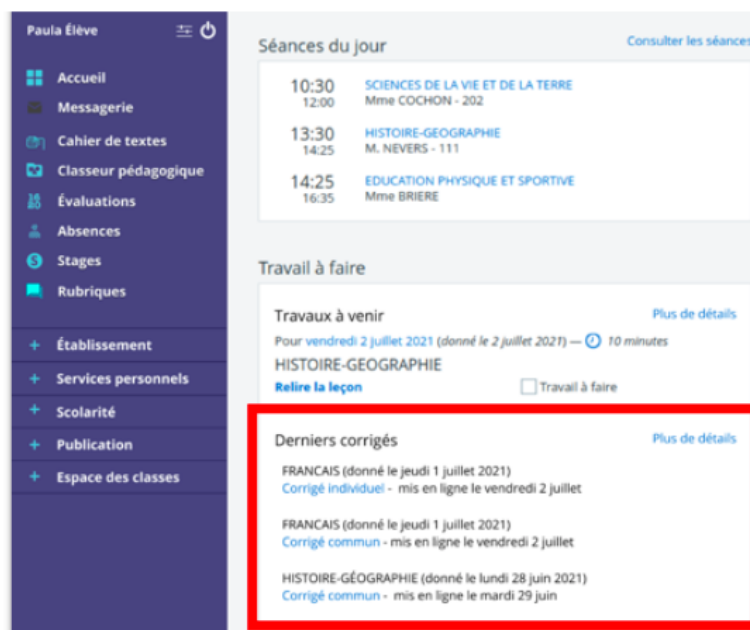 Paula Élève
Accueil
Messagerie
Cahier de textes
Classeur pédagogique
Évaluations
Absences
Stages
Rubriques
+ Établissement
+ Services personnels
+ Scolarité
+ Publication
+ Espace des classes
Séances du jour
Consulter les séances
10:30 SCIENCES DE LA VIE ET DE LA TERRE
12:00 Mme COCHON - 202
13:30 HISTOIRE-GEOGRAPHIE
14:25 M. NEVERS - 111
14:25 EDUCATION PHYSIQUE ET SPORTIVE
16:35 Mme BRIERE
Travail à faire
Travaux à venir
Plus de détails
Pour vendredi 2 juillet 2021 (donné le 2 juillet 2021) — 10 minutes
HISTOIRE-GEOGRAPHIE
Relire la leçon
Travail à faire
Derniers corrigés
Plus de détails
FRANCAIS (donné le jeudi 1 juillet 2021)
Corrigé individuel - mis en ligne le vendredi 2 juillet
FRANCAIS (donné le jeudi 1 juillet 2021)
Corrigé commun - mis en ligne le vendredi 2 juillet
HISTOIRE-GÉOGRAPHIE (donné le lundi 28 juin 2021)
Corrigé commun - mis en ligne le mardi 29 juin